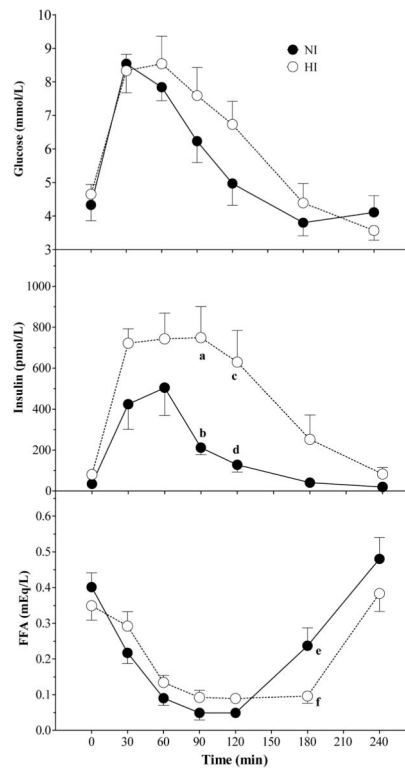 10
9
8
7
6
5
4
3
Glucose (mmol/L)
NI
HI
1000
800
600
400
200
0
Insulin (pmol/L)
a
c
b
d
0.6
0.5
0.4
0.3
0.2
0.1
0.0
FFA (mEq/L)
e
f
0 30 60 90 120 150 180 210 240
Time (min)